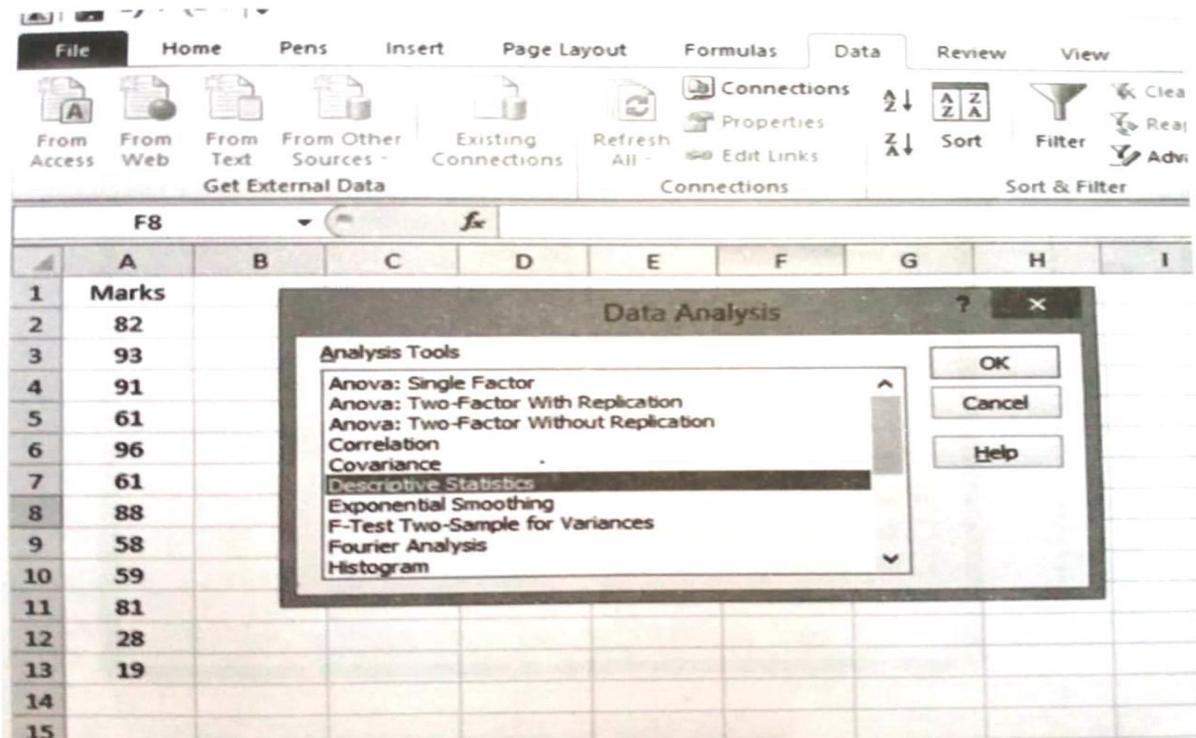 File Home Pens Insert Page Layout Formulas Data Review View
From Access
From Web
From Text
From Other Sources
Existing Connections
Refresh All
Connections
Properties
Edit Links
Sort
Filter
Get External Data
Connections
Sort & Filter
F8 fx
A B C D E F G H I
1 Marks
2 82
3 93
4 91
5 61
6 96
7 61
8 88
9 58
10 59
11 81
12 28
13 19
14
15
Data Analysis ?
Analysis Tools
Anova: Single Factor
Anova: Two-Factor With Replication
Anova: Two-Factor Without Replication
Correlation
Covariance
Descriptive Statistics
Exponential Smoothing
F-Test Two-Sample for Variances
Fourier Analysis
Histogram
OK
Cancel
Help